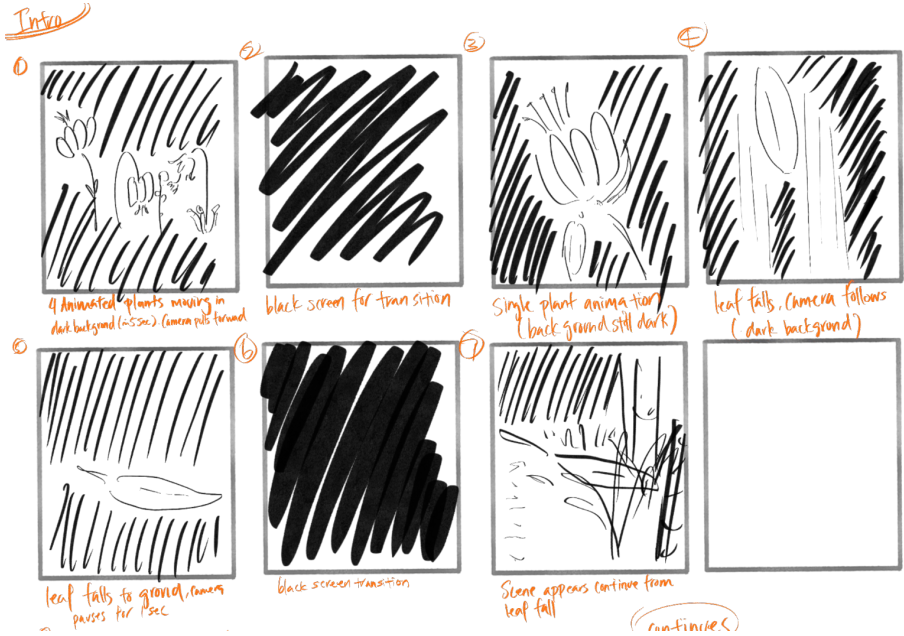 Intro
① ② ③ ④
4 Animated plants moving in
dark background (~5sec). Camera pulls forward
black screen for transition
Single plant animation
(background still dark)
leaf falls, camera follows
(dark background)
5 6 7
leaf falls to ground, camera
pauses for 1 sec
black screen transition
Scene appears continue from
leaf fall
continues